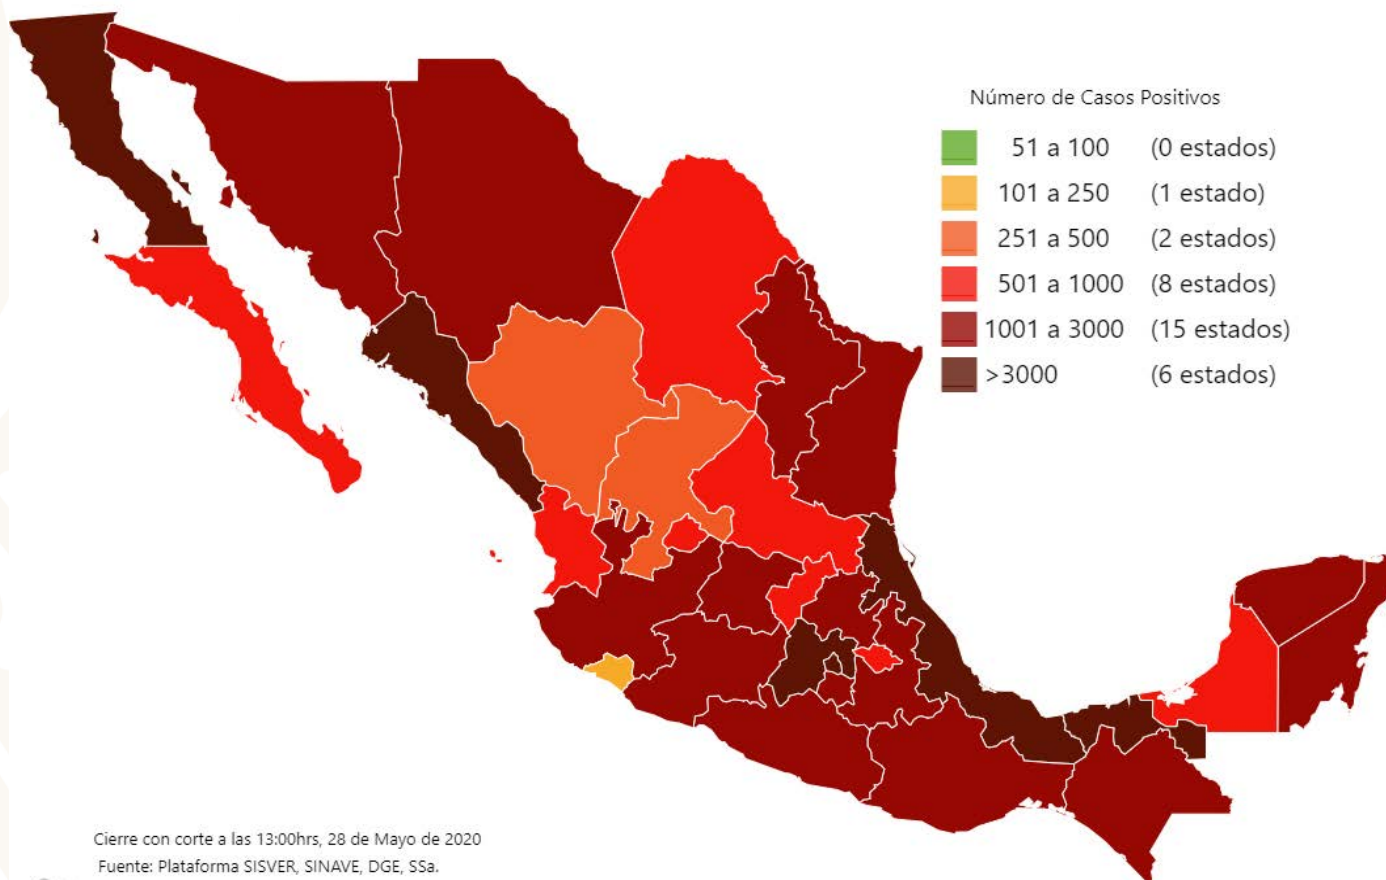 Número de Casos Positivos
51 a 100 (0 estados)
101 a 250 (1 estado)
251 a 500 (2 estados)
501 a 1000 (8 estados)
1001 a 3000 (15 estados)
>3000 (6 estados)
Cierre con corte a las 13:00hrs, 28 de Mayo de 2020
Fuente: Plataforma SISVER, SINAVE, DGE, SSa.